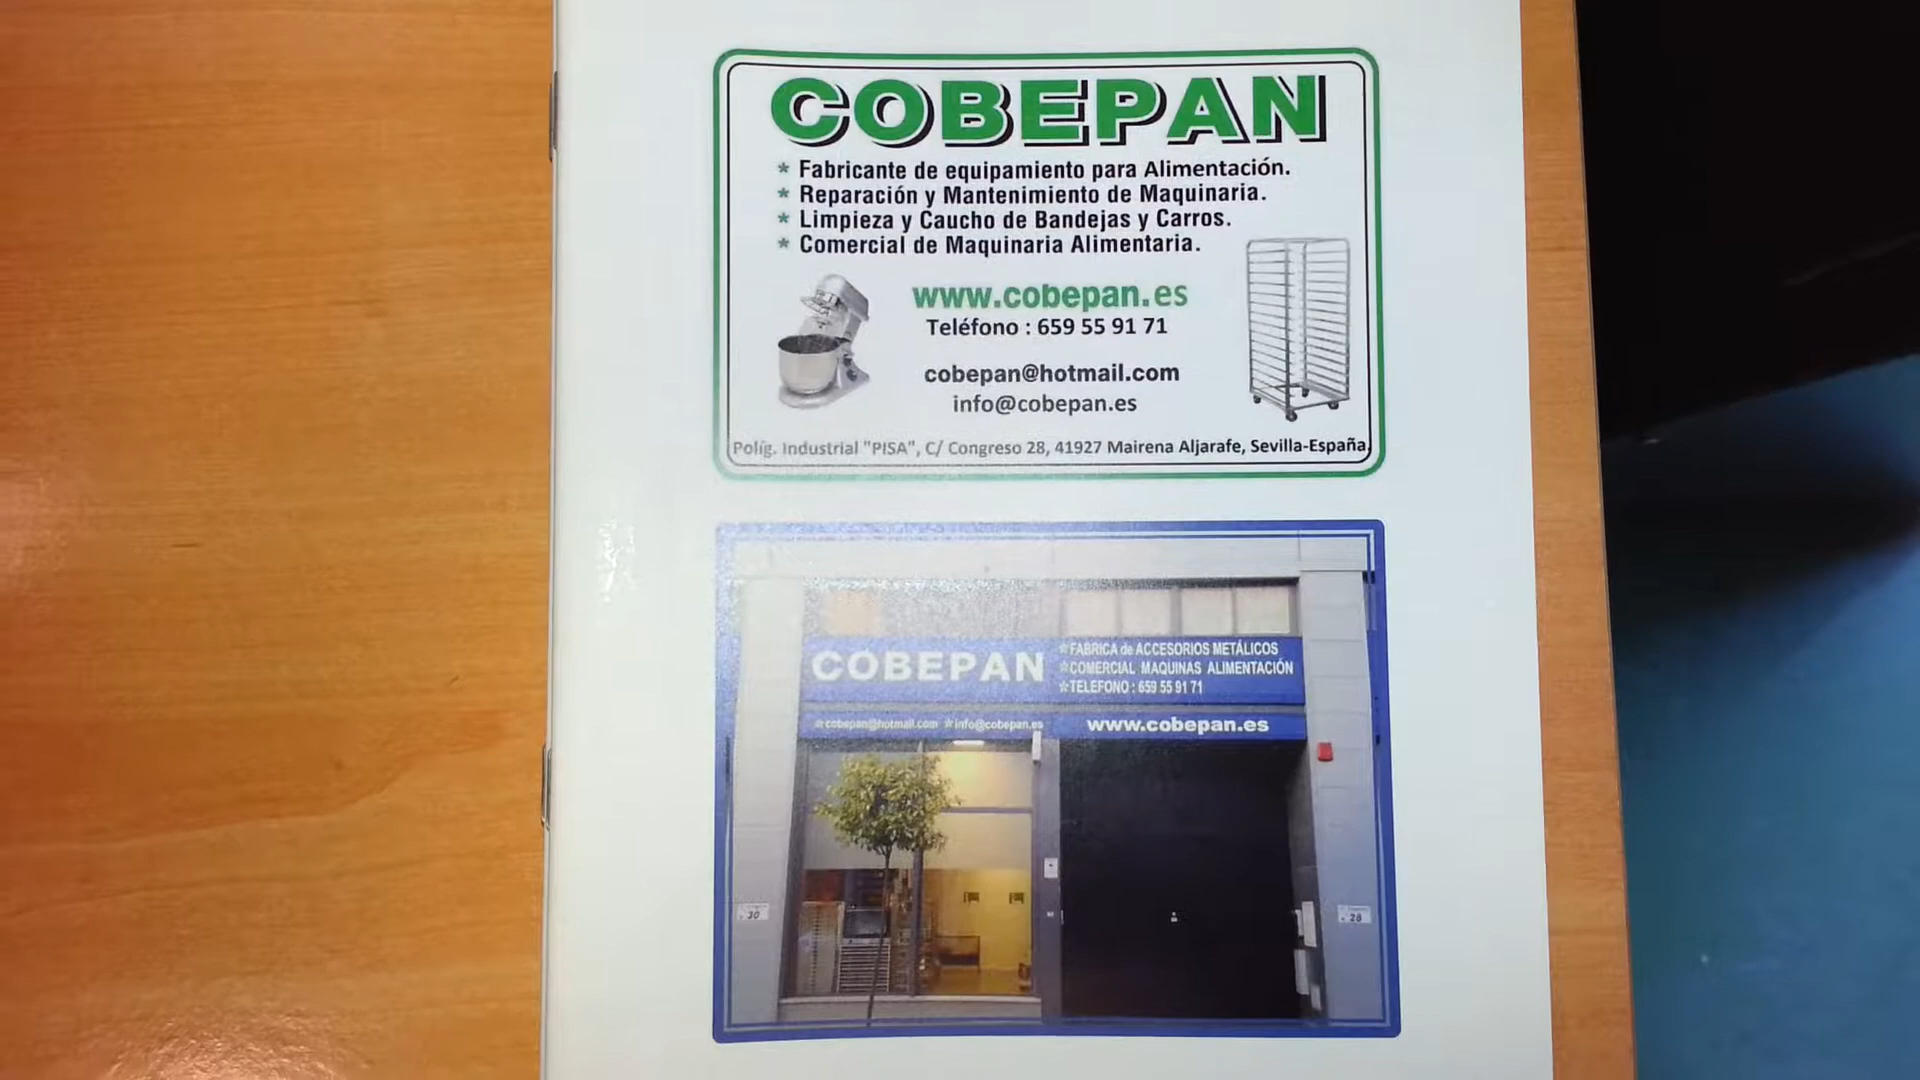 COBEPAN
* Fabricante de equipamiento para Alimentación.
* Reparación y Mantenimiento de Maquinaria.
* Limpieza y Caucho de Bandejas y Carros.
* Comercial de Maquinaria Alimentaria.
www.cobepan.es
Teléfono : 659 55 91 71
cobepan@hotmail.com
info@cobepan.es
Políg. Industrial "PISA", C/ Congreso 28, 41927 Mairena Aljarafe, Sevilla-España.
COBEPAN
☆FABRICA de ACCESORIOS METÁLICOS
☆COMERCIAL MAQUINAS ALIMENTACIÓN
☆TELEFONO : 659 55 91 71
☆cobepan@hotmail.com ☆info@cobepan.es
www.cobepan.es
30
28